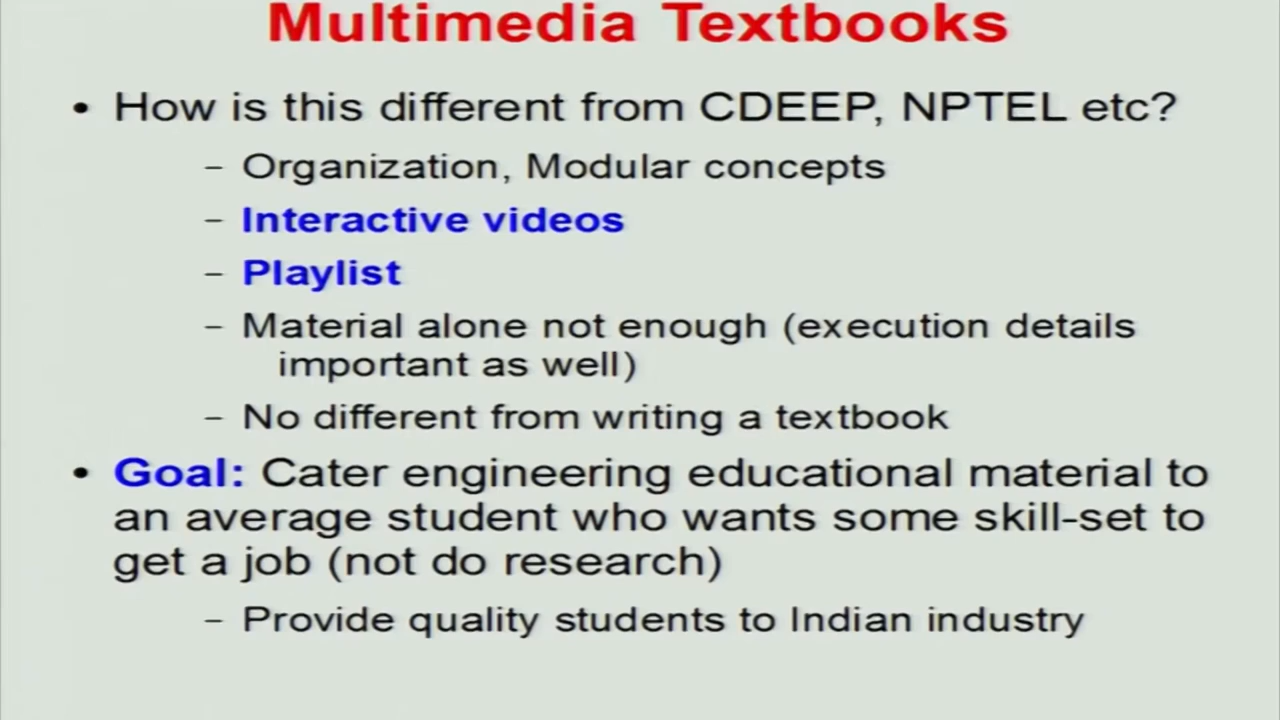 Multimedia Textbooks
• How is this different from CDEEP, NPTEL etc?
– Organization, Modular concepts
– Interactive videos
– Playlist
– Material alone not enough (execution details
important as well)
– No different from writing a textbook
• Goal: Cater engineering educational material to
an average student who wants some skill-set to
get a job (not do research)
– Provide quality students to Indian industry